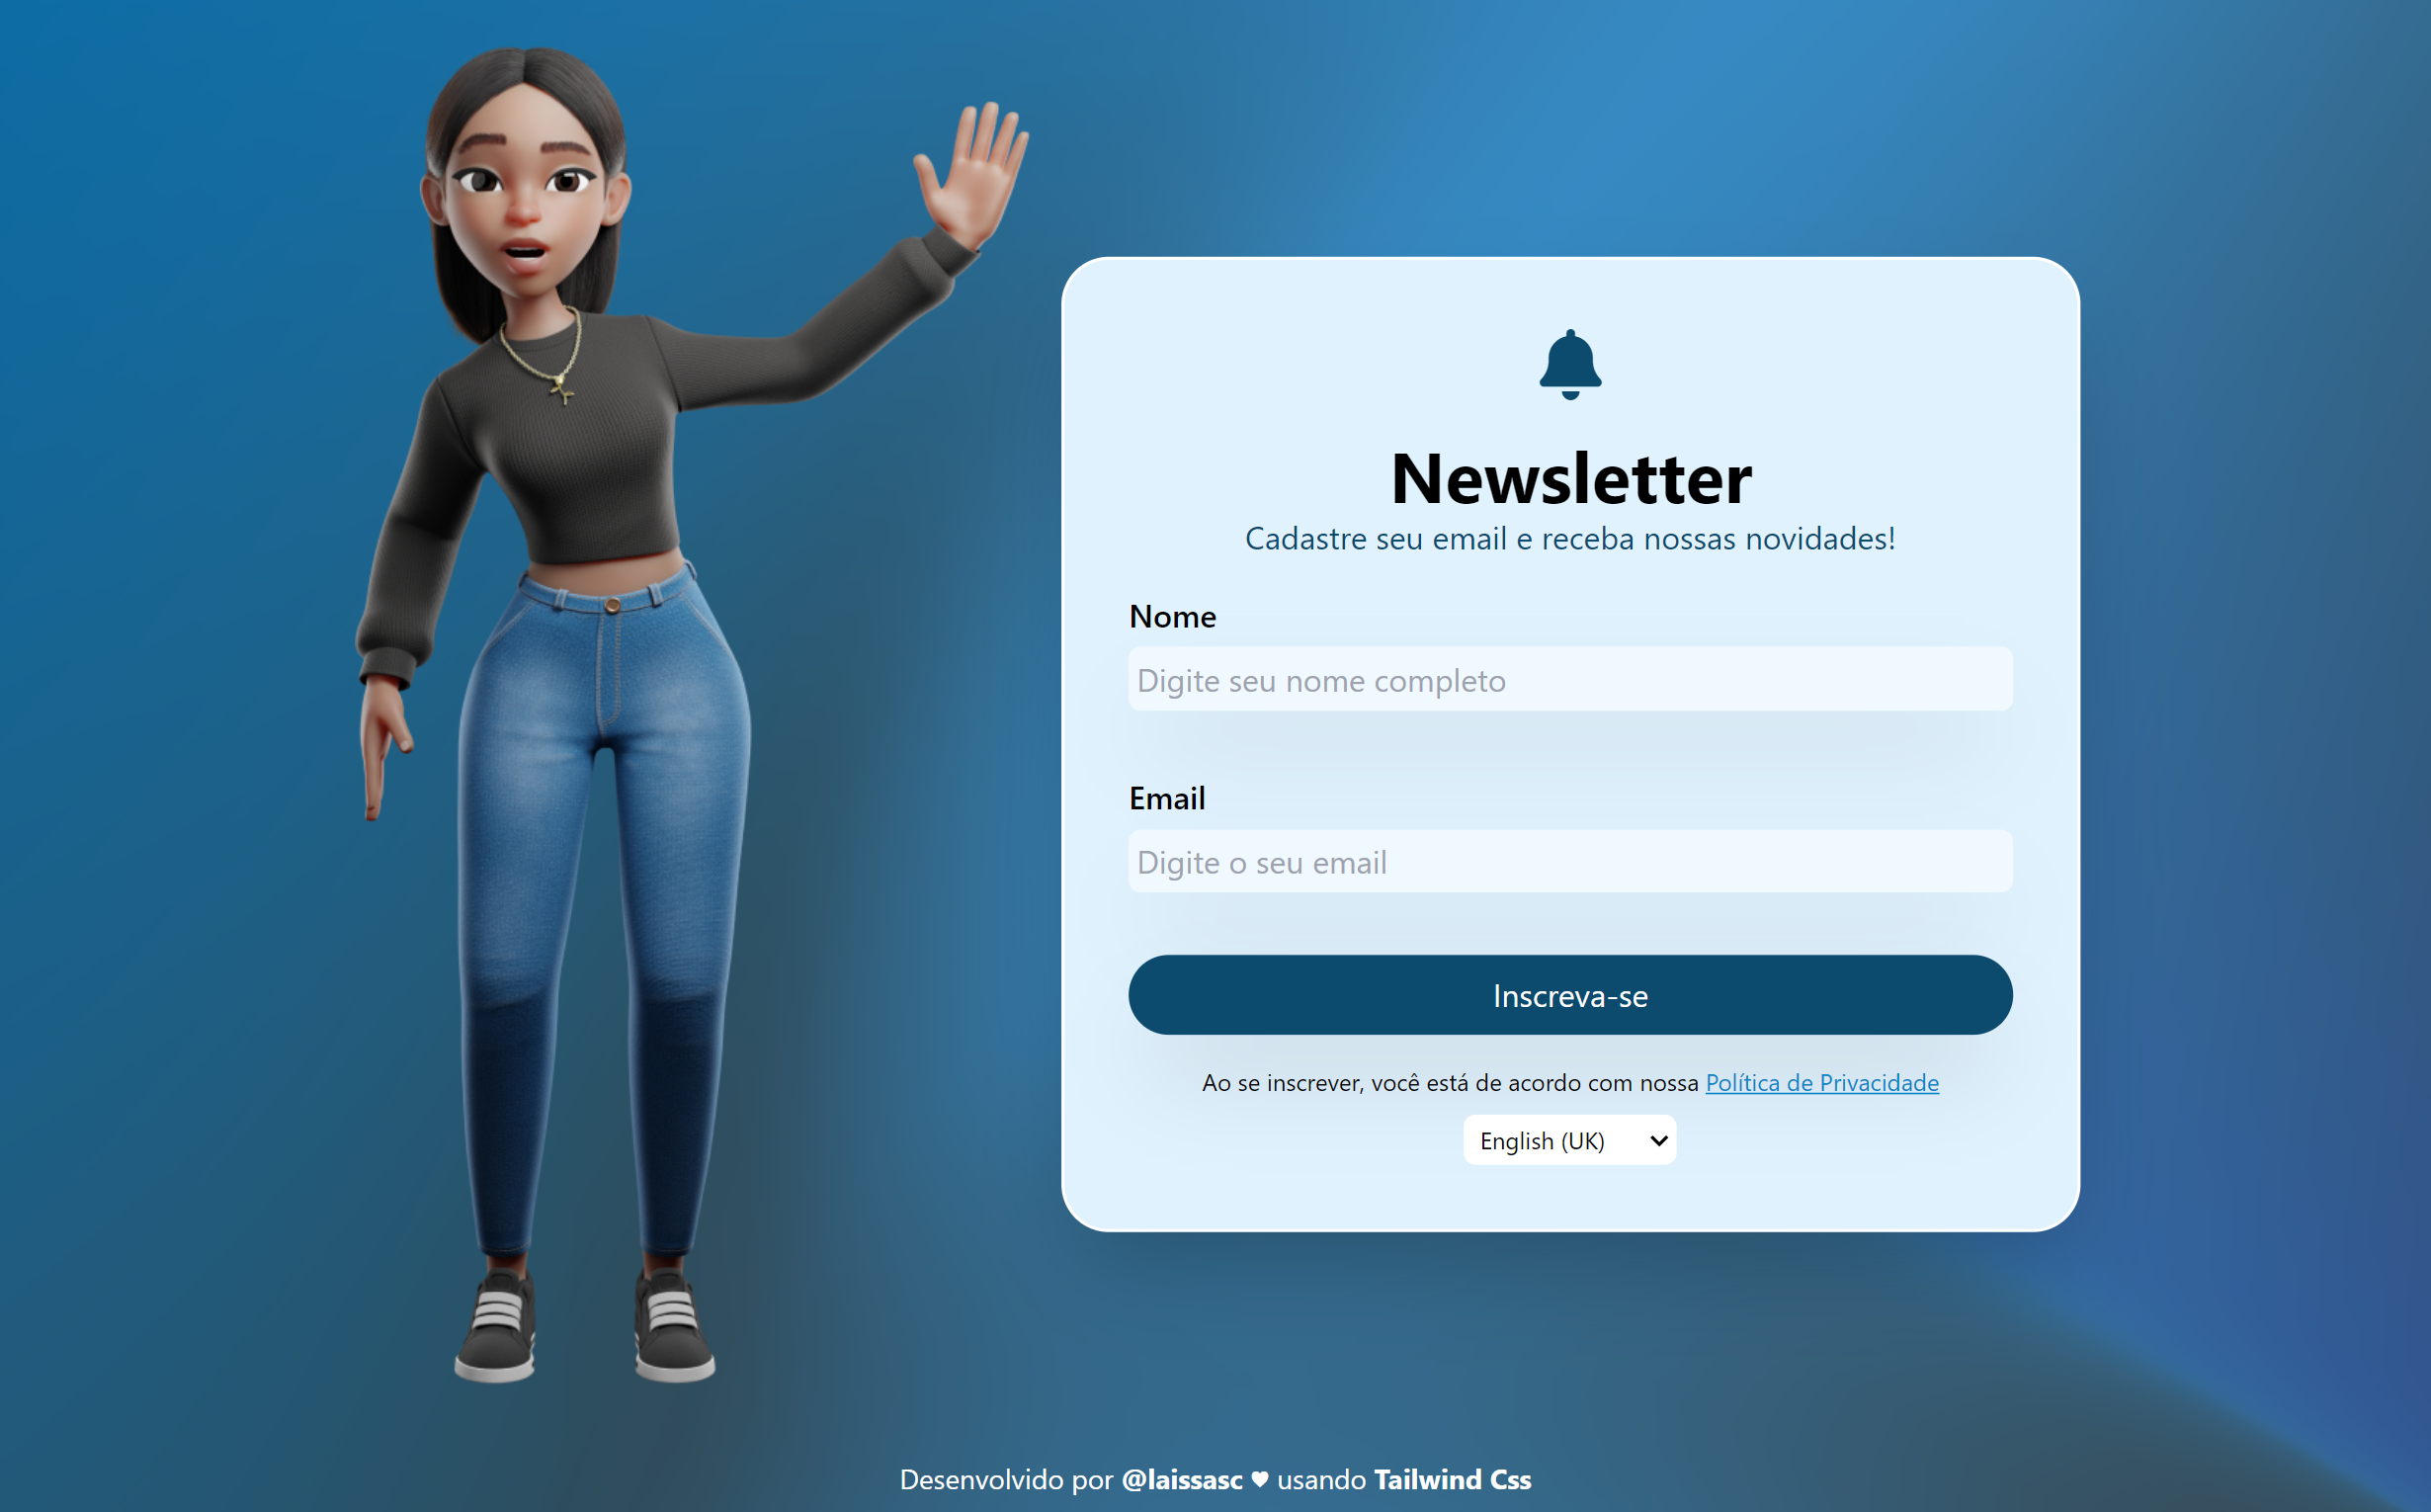 Newsletter
Cadastre seu email e receba nossas novidades!
Nome
Digite seu nome completo
Email
Digite o seu email
Inscreva-se
Ao se inscrever, você está de acordo com nossa Política de Privacidade
English (UK)
Desenvolvido por @laissasc ♥ usando Tailwind Css